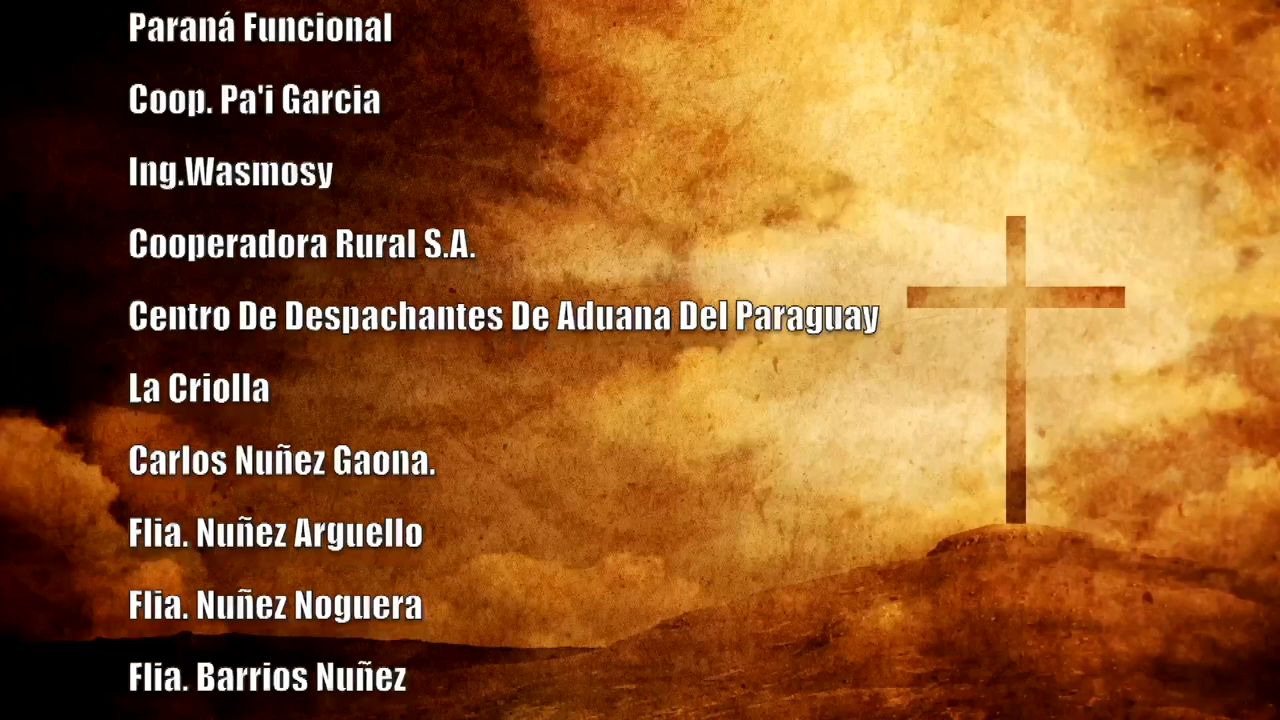 Paraná Funcional
Coop. Pa'i Garcia
Ing.Wasmosy
Cooperadora Rural S.A.
Centro De Despachantes De Aduana Del Paraguay
La Criolla
Carlos Nuñez Gaona.
Flia. Nuñez Arguello
Flia. Nuñez Noguera
Flia. Barrios Nuñez